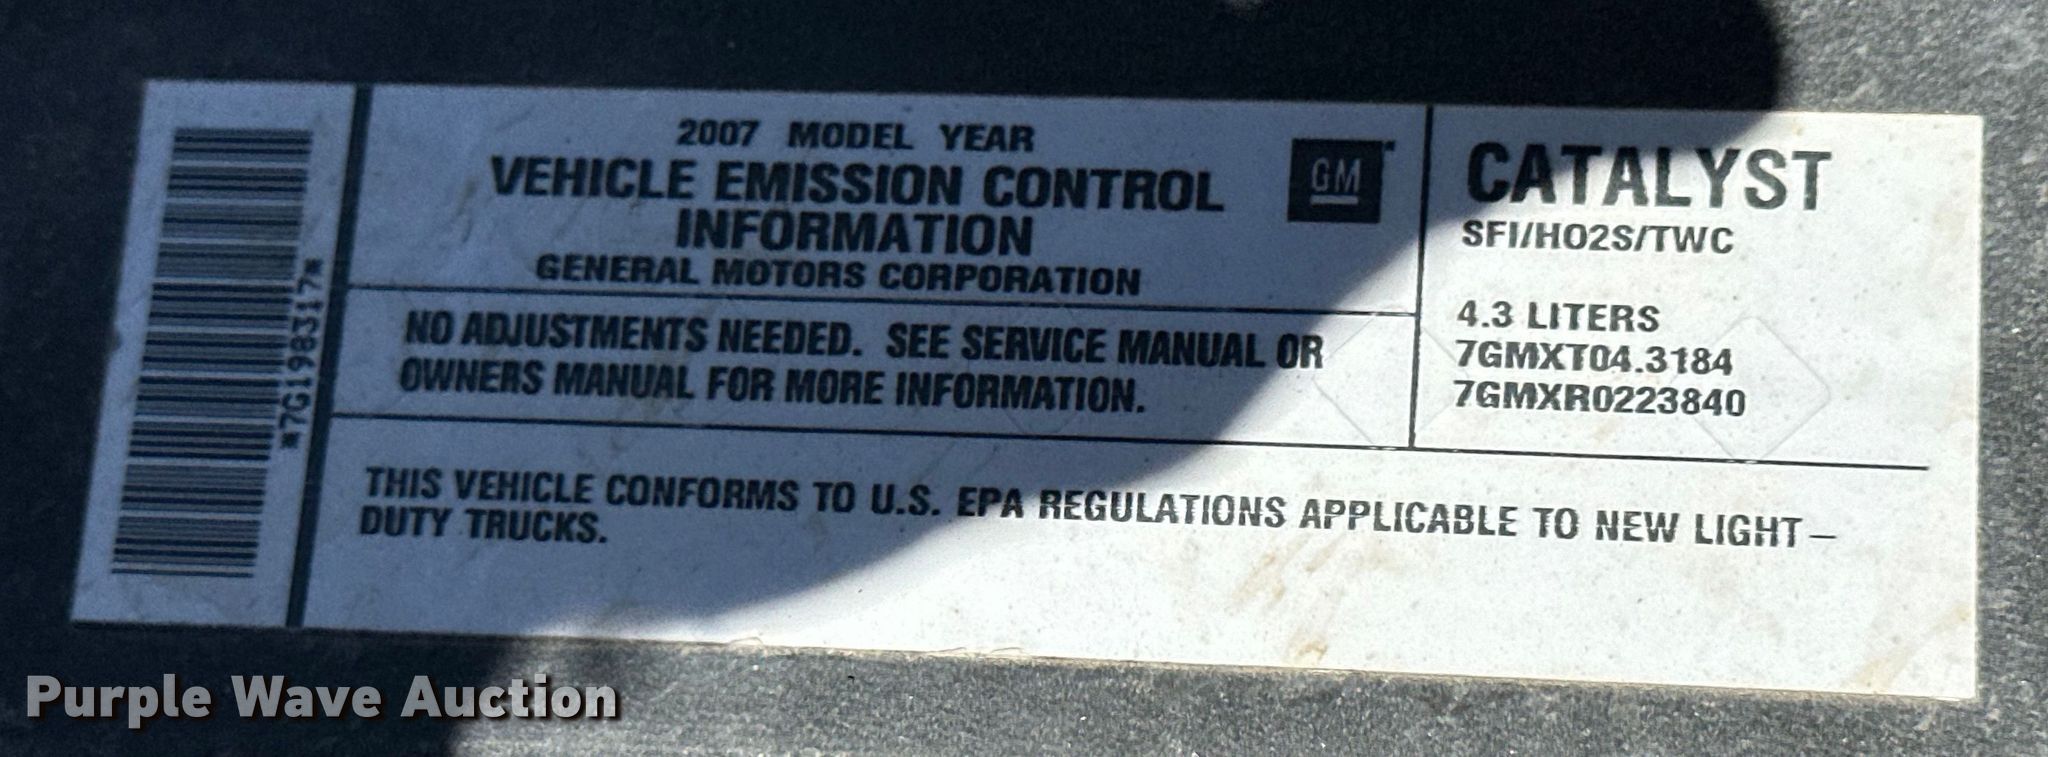 *7G198317*
2007 MODEL YEAR
VEHICLE EMISSION CONTROL
INFORMATION
GENERAL MOTORS CORPORATION
GM
NO ADJUSTMENTS NEEDED. SEE SERVICE MANUAL OR
OWNERS MANUAL FOR MORE INFORMATION.
CATALYST
SFI/HO2S/TWC
4.3 LITERS
7GMXT04.3184
7GMXR0223840
THIS VEHICLE CONFORMS TO U.S. EPA REGULATIONS APPLICABLE TO NEW LIGHT-
DUTY TRUCKS.
Purple Wave Auction